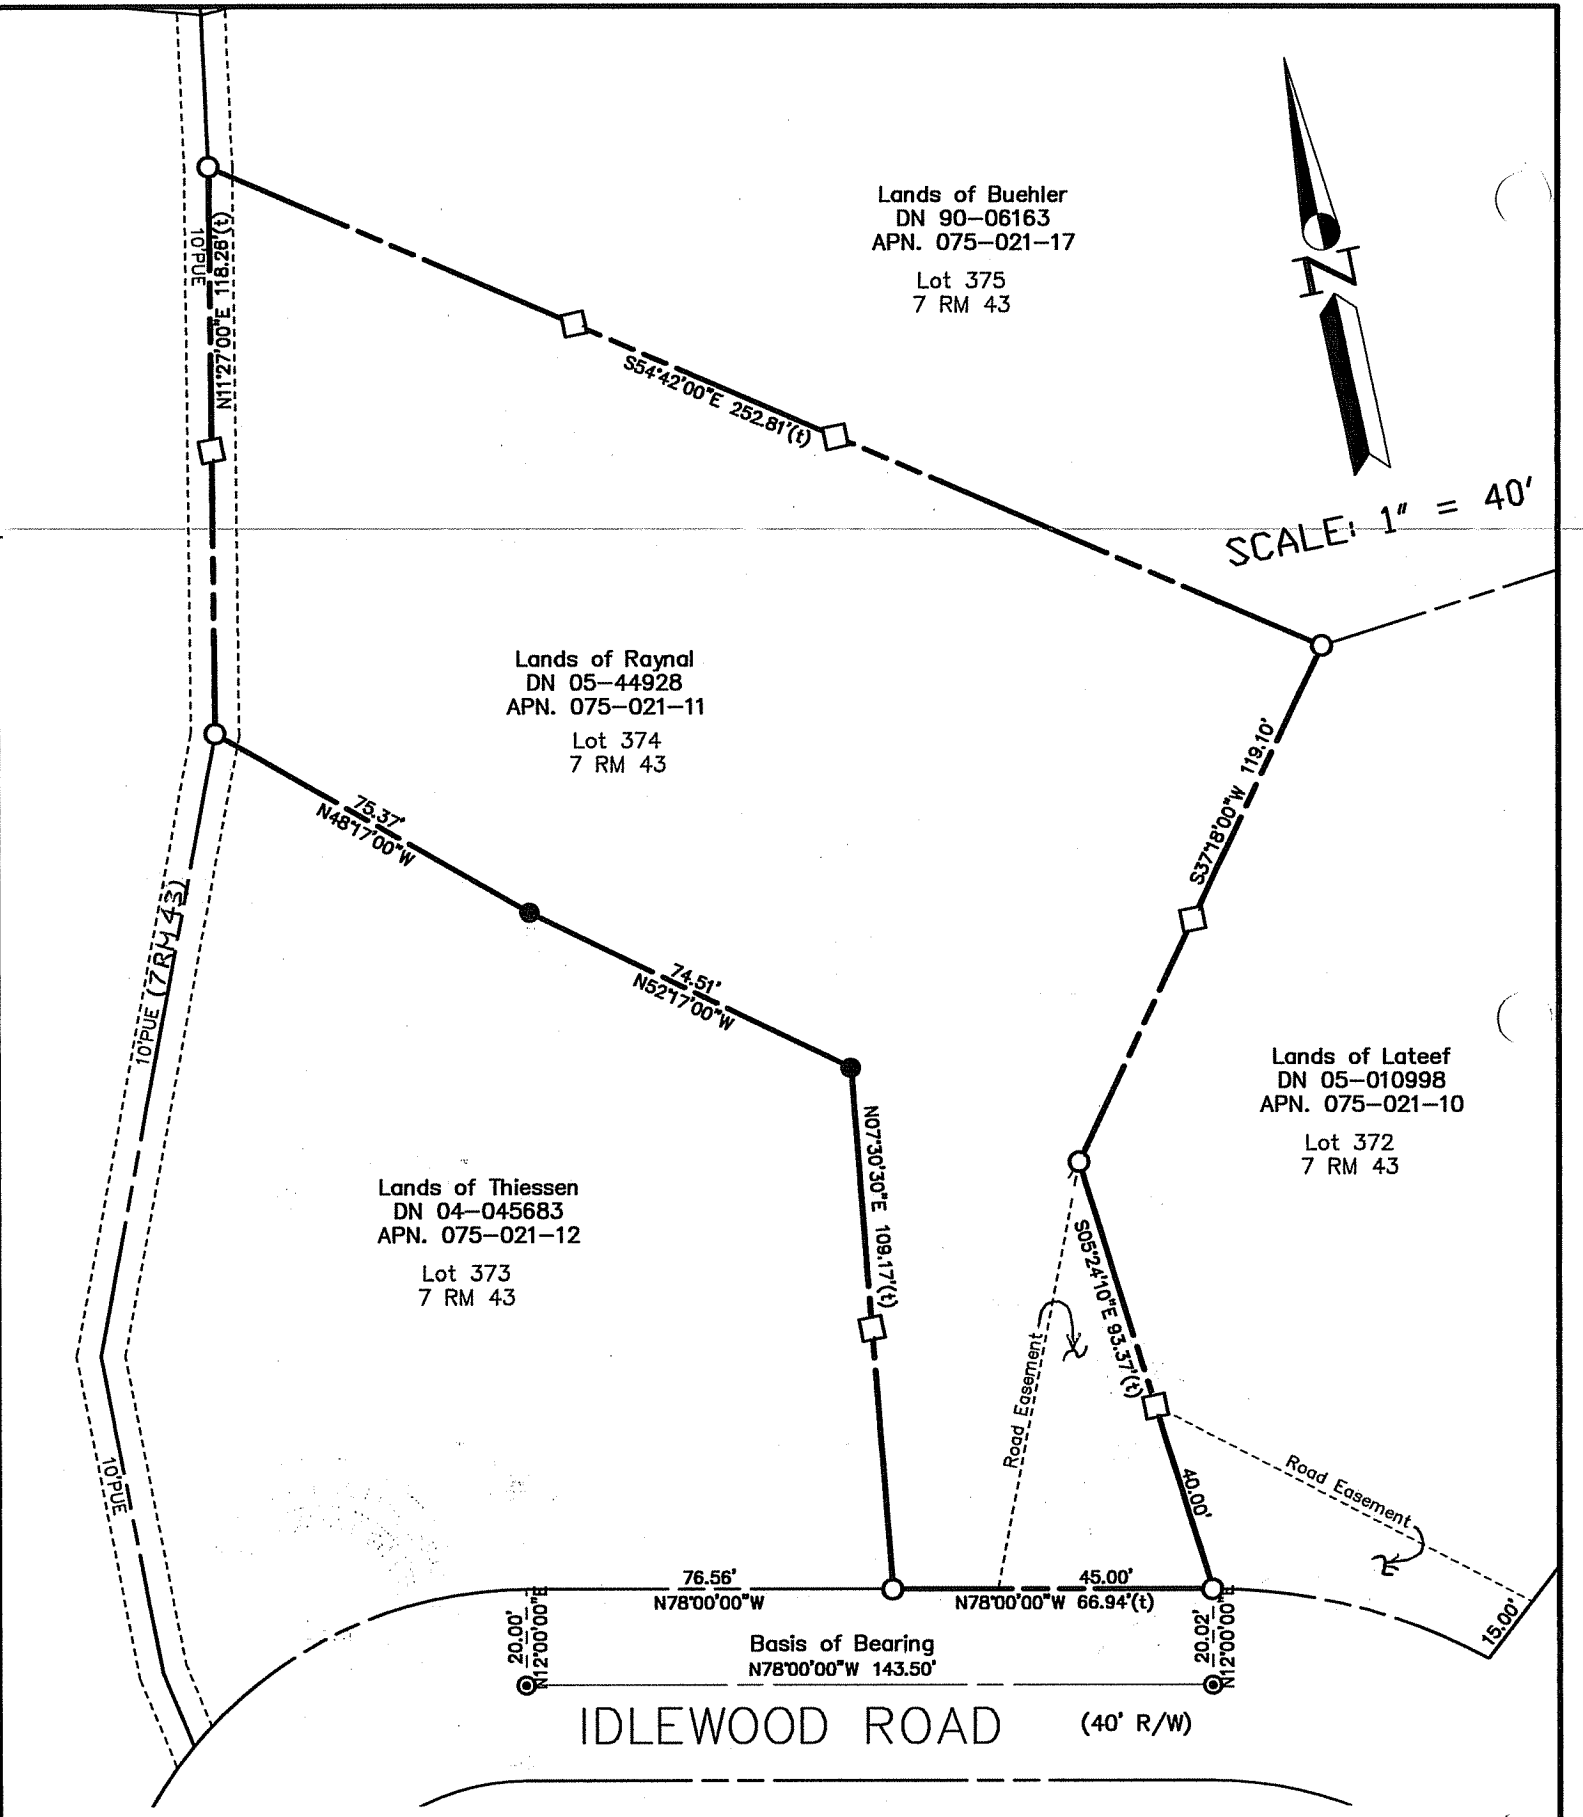 Lands of Buehler
DN 90-06163
APN. 075-021-17
Lot 375
7 RM 43
N
SCALE: 1" = 40'
10'PUE
N11°27'00"E 118.26'(t)
S54°42'00"E 252.81'(t)
Lands of Raynal
DN 05-44928
APN. 075-021-11
Lot 374
7 RM 43
S37°18'00"W 119.10'
75.37'
N48°17'00"W
74.51'
N52°17'00"W
10'PUE (7 RM 43)
Lands of Lateef
DN 05-010998
APN. 075-021-10
Lot 372
7 RM 43
N07°30'30"E 109.17'(t)
Lands of Thiessen
DN 04-045683
APN. 075-021-12
Lot 373
7 RM 43
S05°24'10"E 93.37'(t)
Road Easement
Road Easement
40.00'
10'PUE
76.56'
N78°00'00"W
45.00'
N78°00'00"W 66.94'(t)
15.00'
20.00'
N12°00'00"E
20.02'
N12°00'00"E
Basis of Bearing
N78°00'00"W 143.50'
IDLEWOOD ROAD (40' R/W)